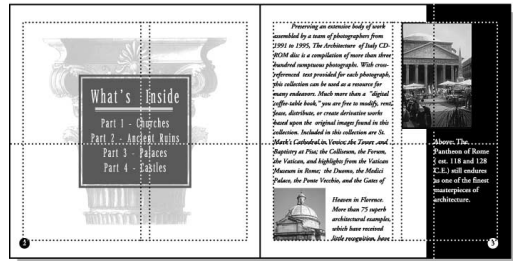 What's Inside
Part 1 - Churches
Part 2 - Ancient Ruins
Part 3 - Palaces
Part 4 - Castles
2
Preserving an extensive body of work
assembled by a team of photographers from
1991 to 1995, The Architecture of Italy CD-
ROM disc is a compilation of more than three
hundred sumptuous photographs. With cross-
referenced text provided for each photograph,
this collection can be used as a resource for
many endeavors. Much more than a "digital
coffee-table book," you are free to modify, rent,
loan, distribute, or create derivative works
based upon the original images found in this
collection. Included in this collection are St.
Mark's Cathedral in Venice; the Tower and
Baptistry at Pisa; the Colliseum, the Forum,
the Vatican, and highlights from the Vatican
Museum in Rome; the Duomo, the Medici
Palace, the Ponte Vecchio, and the Gates of
Heaven in Florence.
More than 75 superb
architectural examples,
which have received
little recognition, have
Above: The
Pantheon of Rome
( est. 118 and 128
C.E.) still endures
as one of the finest
masterpieces of
architecture.
3